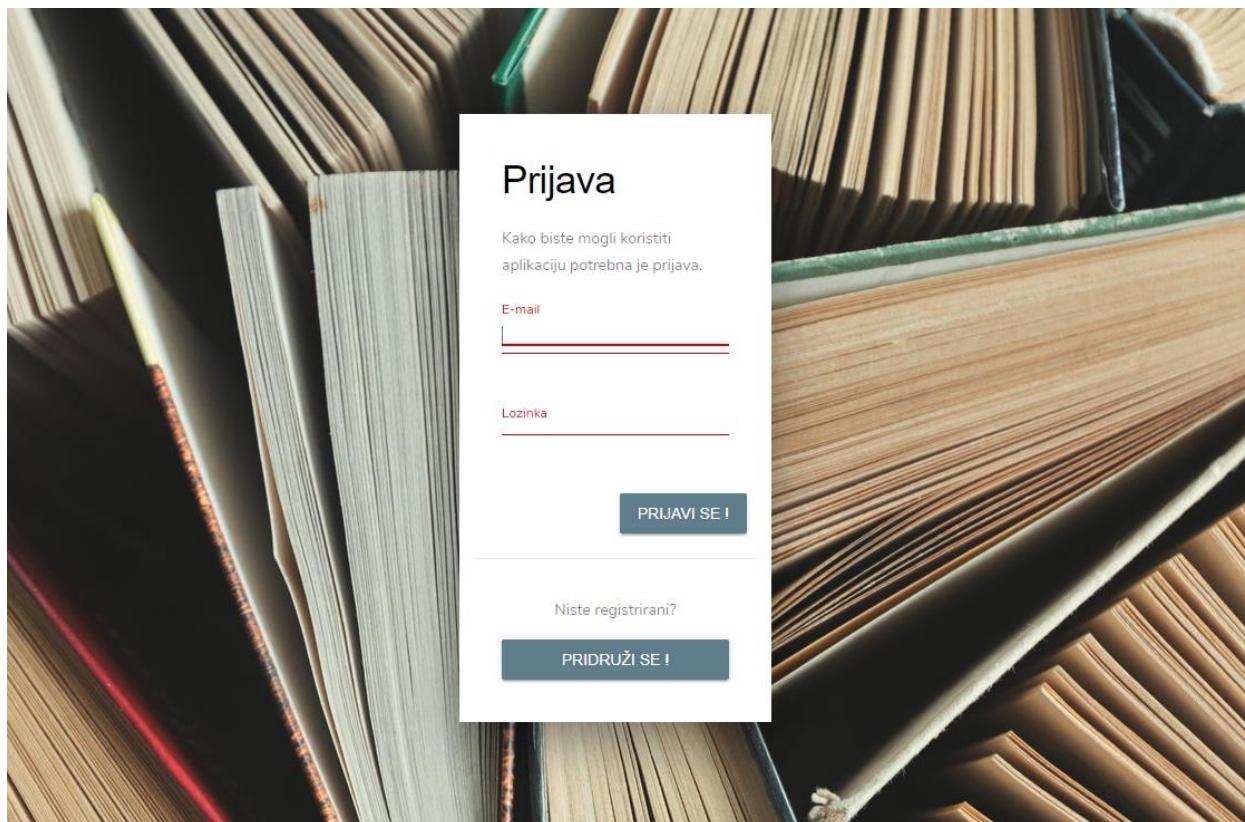 Prijava
Kako biste mogli koristiti
aplikaciju potrebna je prijava.
E-mail
Lozinka
PRIJAVI SE !
Niste registrirani?
PRIDRUŽI SE !